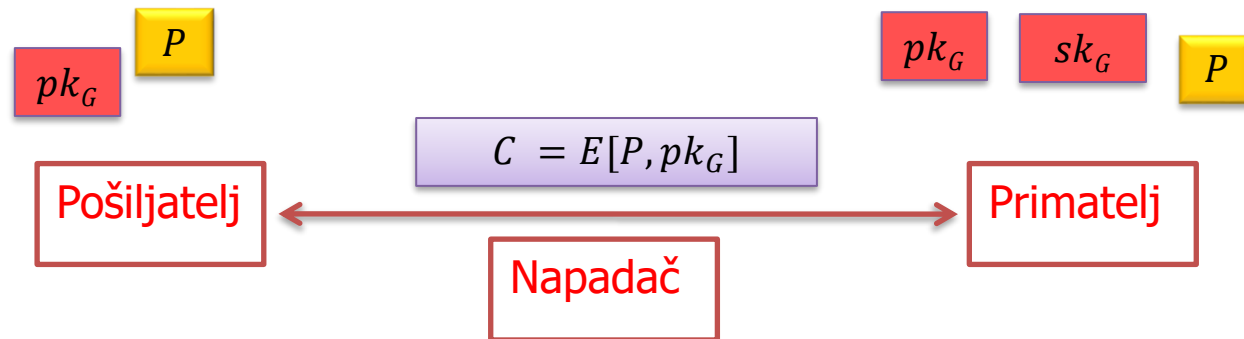 P
pk_G
pk_G
sk_G
P
C = E[P, pk_G]
Pošiljatelj
Primatelj
Napadač